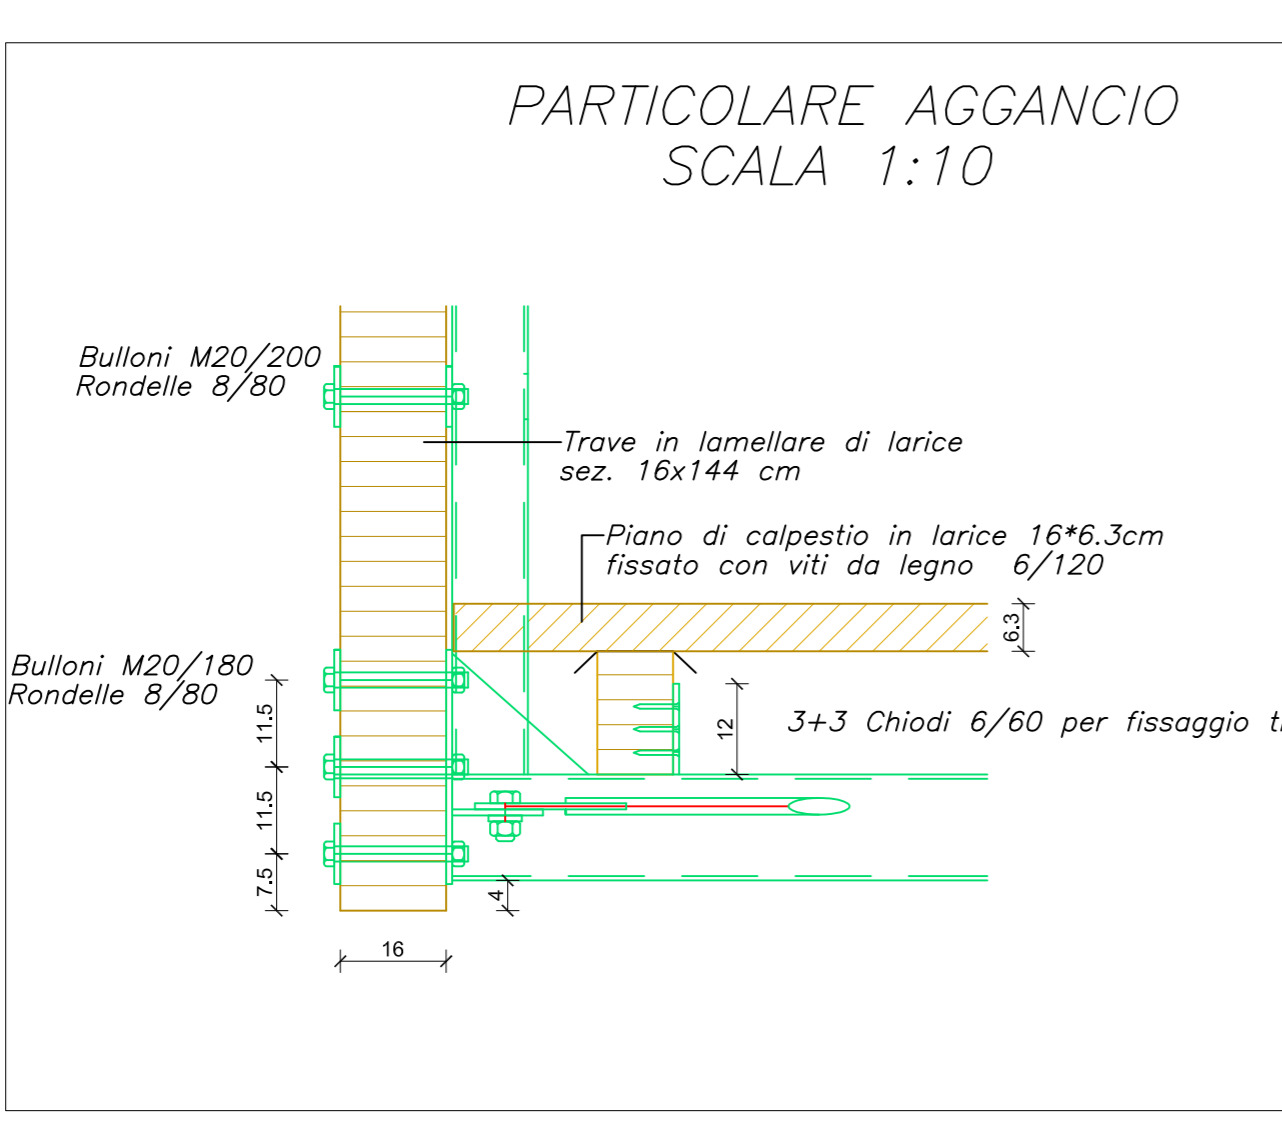 PARTICOLARE AGGANCIO
SCALA 1:10
Bulloni M20/200
Rondelle 8/80
Trave in lamellare di larice
sez. 16x144 cm
Piano di calpestio in larice 16*6.3cm
fissato con viti da legno 6/120
6.3
Bulloni M20/180
Rondelle 8/80
11.5
12
3+3 Chiodi 6/60 per fissaggio
11.5
7.5
4
16